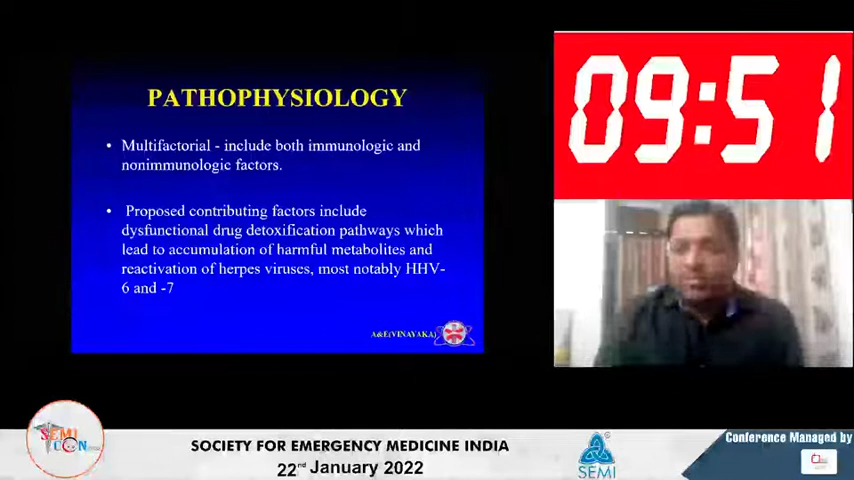 PATHOPHYSIOLOGY
• Multifactorial - include both immunologic and
nonimmunologic factors.
• Proposed contributing factors include
dysfunctional drug detoxification pathways which
lead to accumulation of harmful metabolites and
reactivation of herpes viruses, most notably HHV-
6 and -7
A&E(VINAYAKA)
09:51
SEMI
CON
SOCIETY FOR EMERGENCY MEDICINE INDIA
22nd January 2022
SEMI
Conference Managed by